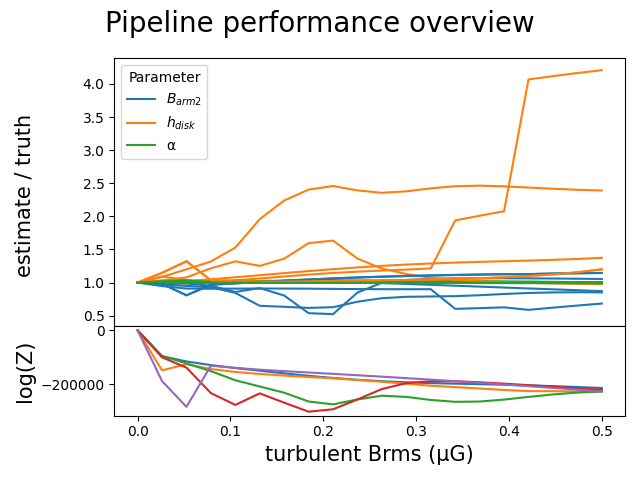 Pipeline performance overview
estimate / truth
4.0
3.5
3.0
2.5
2.0
1.5
1.0
0.5
Parameter
B_arm2
h_disk
α
log(Z)
0
−200000
0.0 0.1 0.2 0.3 0.4 0.5
turbulent Brms (μG)